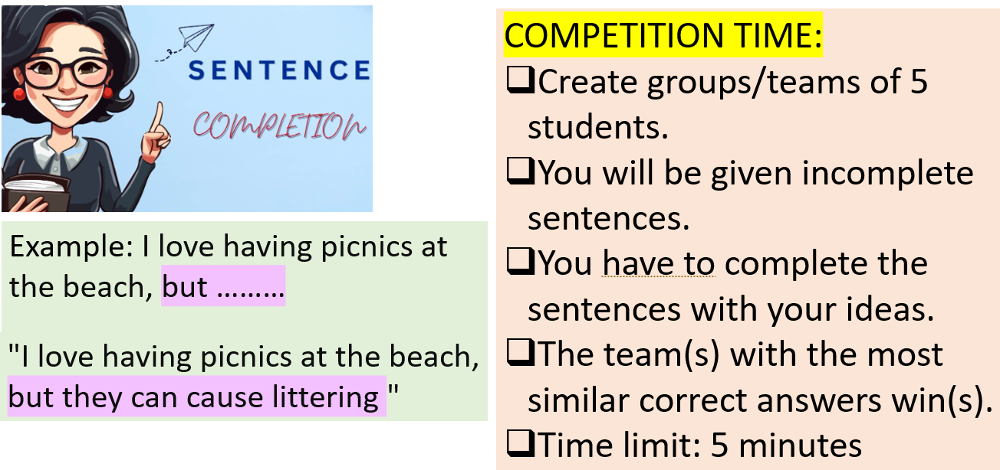 SENTENCE
COMPLETION
Example: I love having picnics at
the beach, but .........
"I love having picnics at the beach,
but they can cause littering "
COMPETITION TIME:
❑Create groups/teams of 5
students.
❑You will be given incomplete
sentences.
❑You have to complete the
sentences with your ideas.
❑The team(s) with the most
similar correct answers win(s).
❑Time limit: 5 minutes